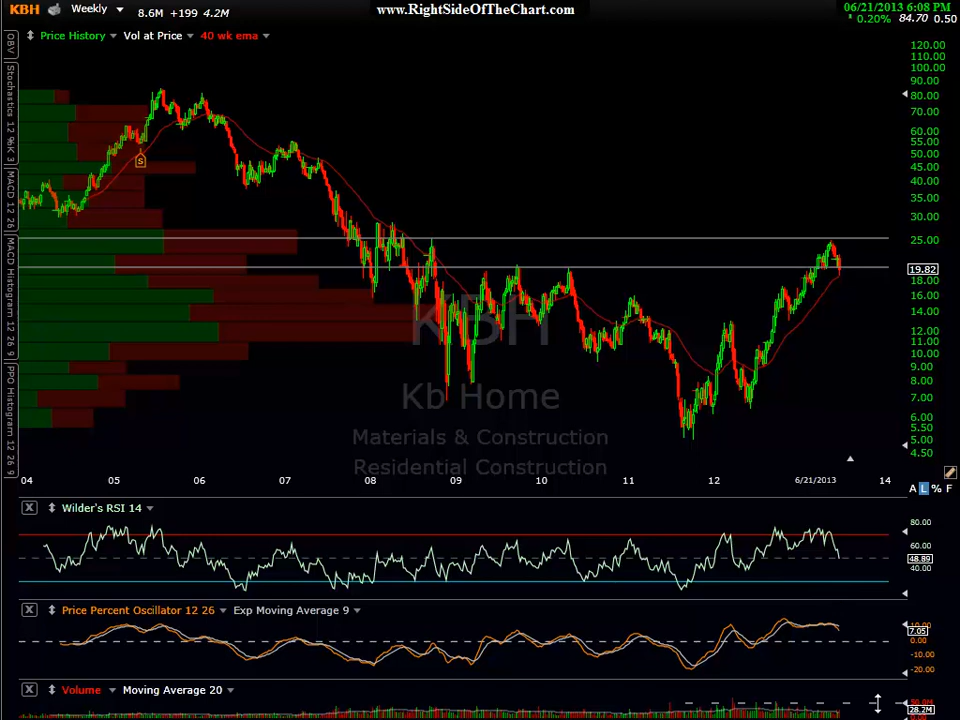 KBH Weekly 8.6M +199 4.2M www.RightSideOfTheChart.com 06/21/2013 6:08 PM
0.20% 84.70 0.50
Price History Vol at Price 40 wk ema
OBV
Stochastics 12 %K 3
MACD 12 26
MACD Histogram 12 26 9
PPO Histogram 12 26 9
120.00
110.00
100.00
90.00
80.00
70.00
60.00
55.00
50.00
45.00
40.00
35.00
30.00
25.00
19.82
18.00
16.00
14.00
12.00
11.00
10.00
9.00
8.00
7.00
6.00
5.50
5.00
4.50
KBH
Kb Home
Materials & Construction
Residential Construction
S
04 05 06 07 08 09 10 11 12 6/21/2013 14
A L % F
X Wilder's RSI 14
80.00
60.00
48.89
40.00
X Price Percent Oscillator 12 26 Exp Moving Average 9
10.00
7.05
0.00
-10.00
-20.00
X Volume Moving Average 20
28.7M